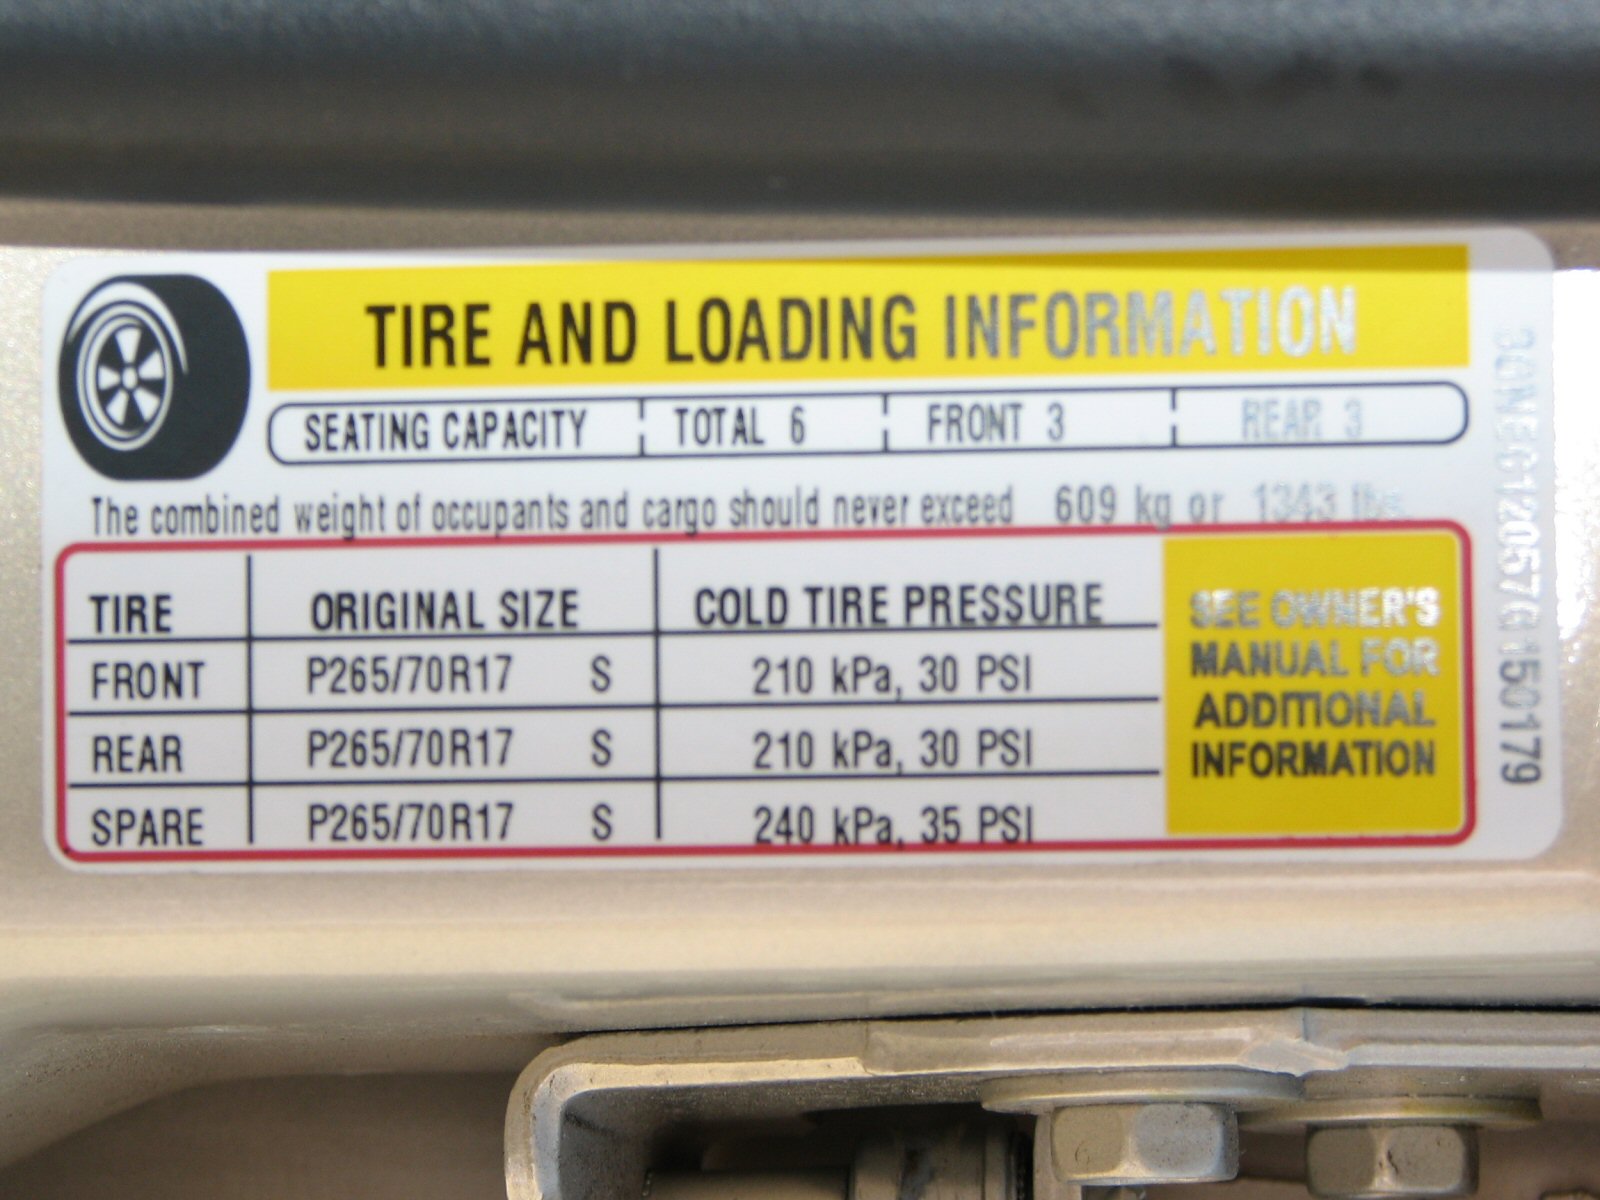 TIRE AND LOADING INFORMATION
SEATING CAPACITY TOTAL 6 FRONT 3 REAR 3
The combined weight of occupants and cargo should never exceed 609 kg or 1343 lbs.
TIRE ORIGINAL SIZE COLD TIRE PRESSURE
FRONT P265/70R17 S 210 kPa, 30 PSI
REAR P265/70R17 S 210 kPa, 30 PSI
SPARE P265/70R17 S 240 kPa, 35 PSI
SEE OWNER'S
MANUAL FOR
ADDITIONAL
INFORMATION